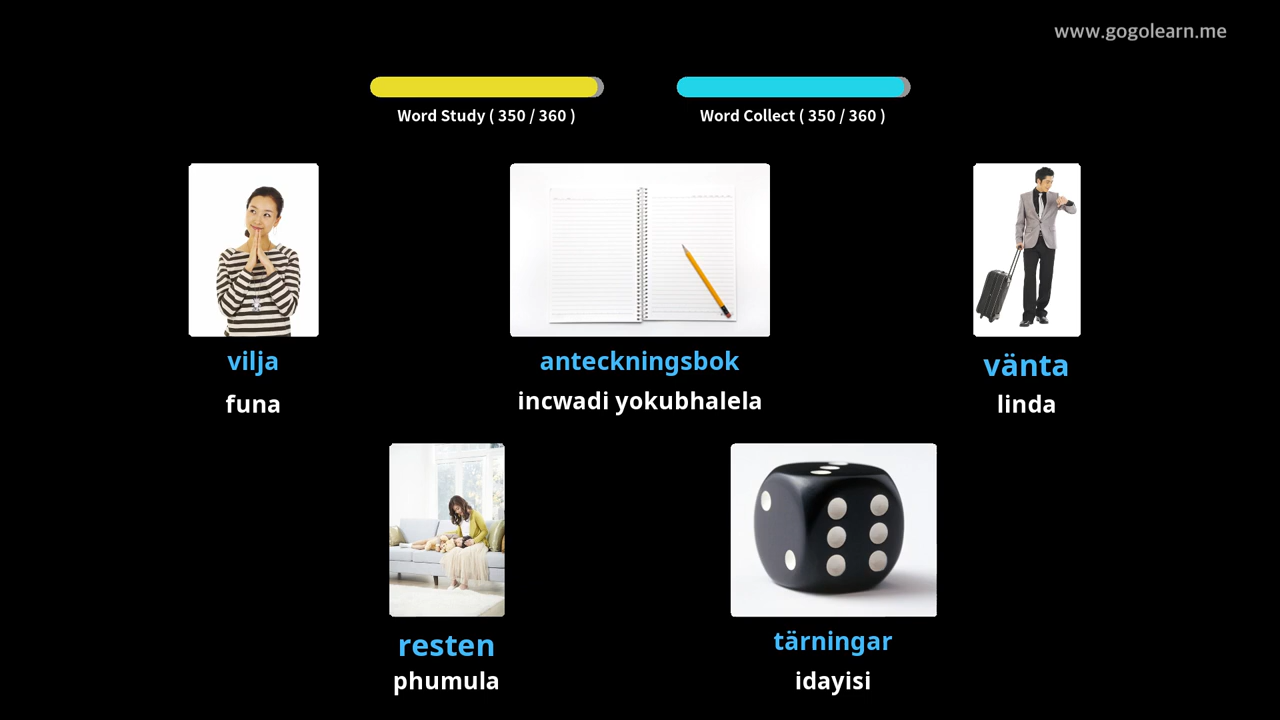 www.gogolearn.me
Word Study ( 350 / 360 )
Word Collect ( 350 / 360 )
vilja
funa
anteckningsbok
incwadi yokubhalela
vänta
linda
resten
phumula
tärningar
idayisi